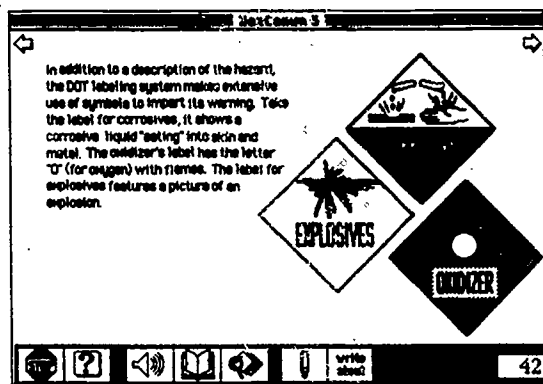 HazComm 3
In addition to a description of the hazard,
the DOT labeling system makes extensive
use of symbols to impart its warning. Take
the label for corrosives, it shows a
corrosive liquid "eating" into skin and
metal. The oxidizer's label has the letter
"O" (for oxygen) with flames. The label for
explosives features a picture of an
explosion.
EXPLOSIVES
OXIDIZER
STOP
?
write
about
42